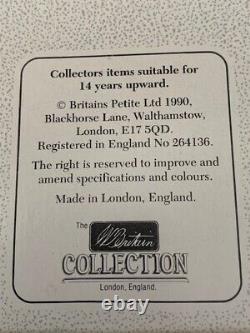 Collectors items suitable for
14 years upward.
© Britains Petite Ltd 1990,
Blackhorse Lane, Walthamstow,
London, E17 5QD.
Registered in England No 264136.
The right is reserved to improve and
amend specifications and colours.
Made in London, England.
The
W. Britain
COLLECTION
London, England.